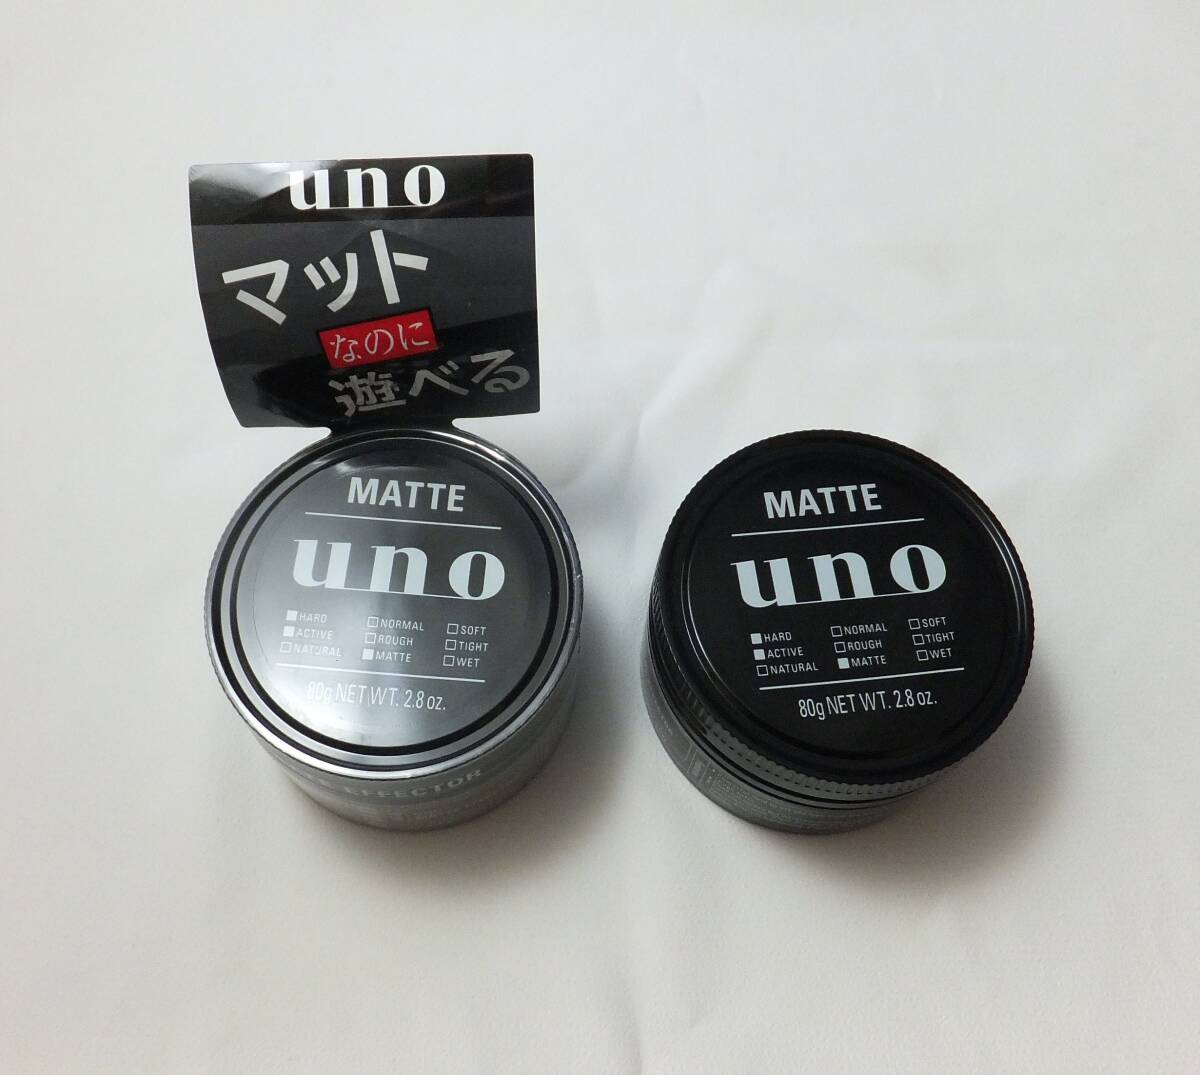 uno
マット
なのに
遊べる
MATTE
uno
HARD NORMAL SOFT
ACTIVE ROUGH TIGHT
NATURAL MATTE WET
80g NET WT. 2.8 oz.
EFFECTOR
MATTE
uno
HARD NORMAL SOFT
ACTIVE ROUGH TIGHT
NATURAL MATTE WET
80g NET WT. 2.8 oz.